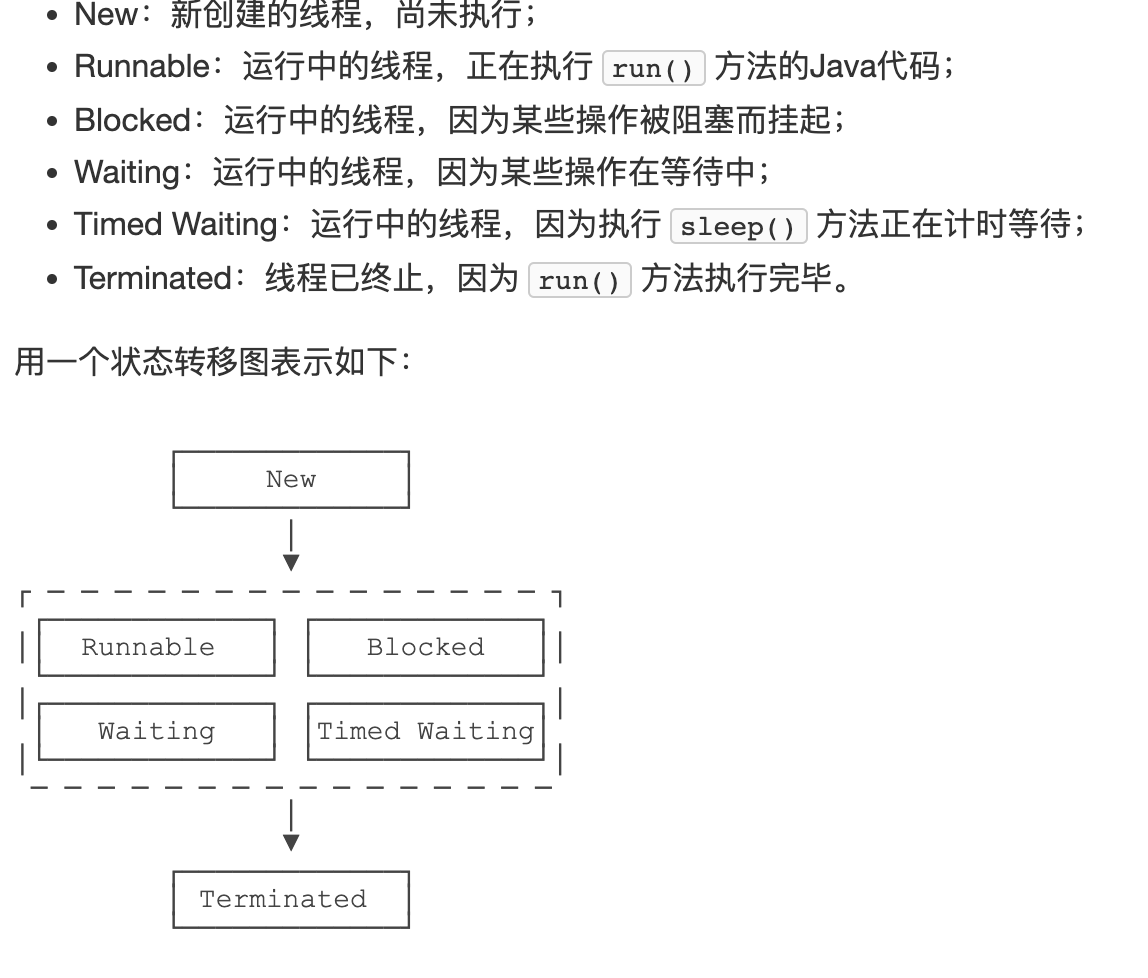 • New：新创建的线程，尚未执行；
• Runnable：运行中的线程，正在执行 run() 方法的Java代码；
• Blocked：运行中的线程，因为某些操作被阻塞而挂起；
• Waiting：运行中的线程，因为某些操作在等待中；
• Timed Waiting：运行中的线程，因为执行 sleep() 方法正在计时等待；
• Terminated：线程已终止，因为 run() 方法执行完毕。
用一个状态转移图表示如下：
New
Runnable Blocked
Waiting Timed Waiting
Terminated